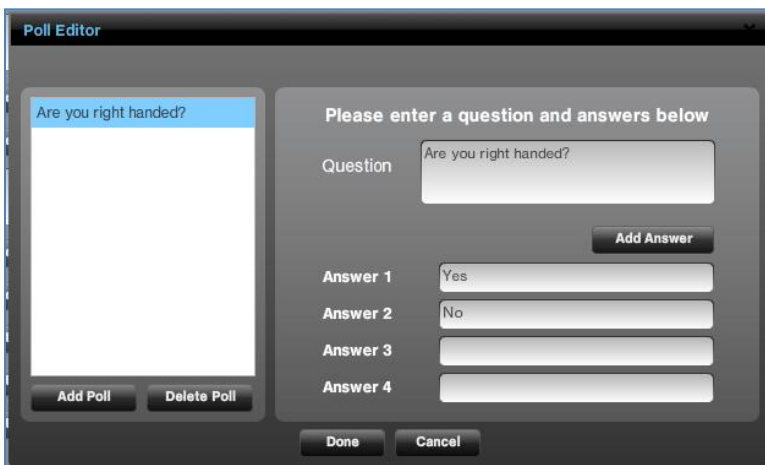 Poll Editor
Are you right handed?
Add Poll
Delete Poll
Please enter a question and answers below
Question
Are you right handed?
Add Answer
Answer 1
Yes
Answer 2
No
Answer 3
Answer 4
Done
Cancel